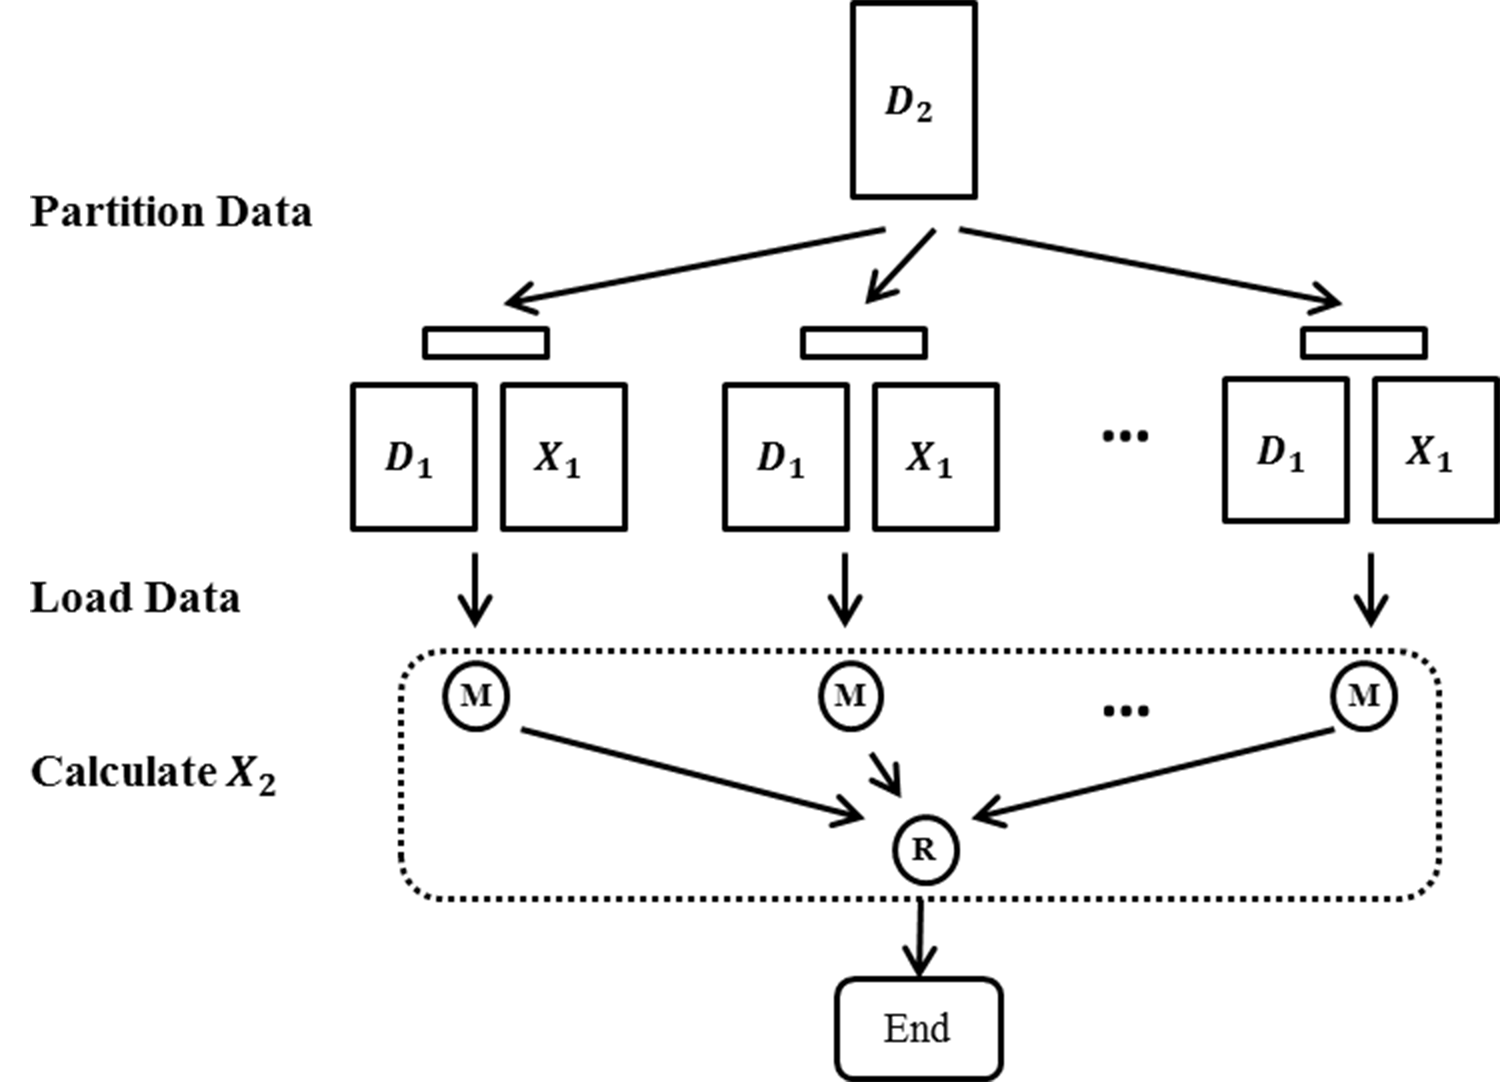 D₂
Partition Data
D₁ X₁ D₁ X₁ ... D₁ X₁
Load Data
M M ... M
Calculate X₂
R
End